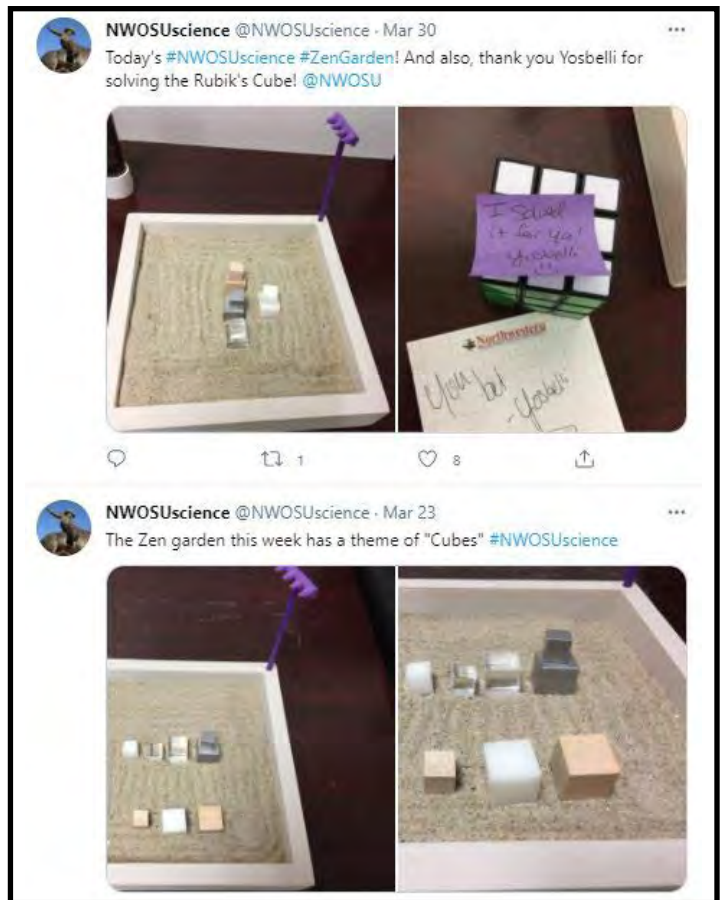 NWOSUscience @NWOSUscience · Mar 30
Today's #NWOSUscience #ZenGarden! And also, thank you Yosbelli for
solving the Rubik's Cube! @NWOSU
I Solved
it for ya!
Yosbelli
Northwestern
You bet
-Yosbelli
1
8
NWOSUscience @NWOSUscience · Mar 23
The Zen garden this week has a theme of "Cubes" #NWOSUscience